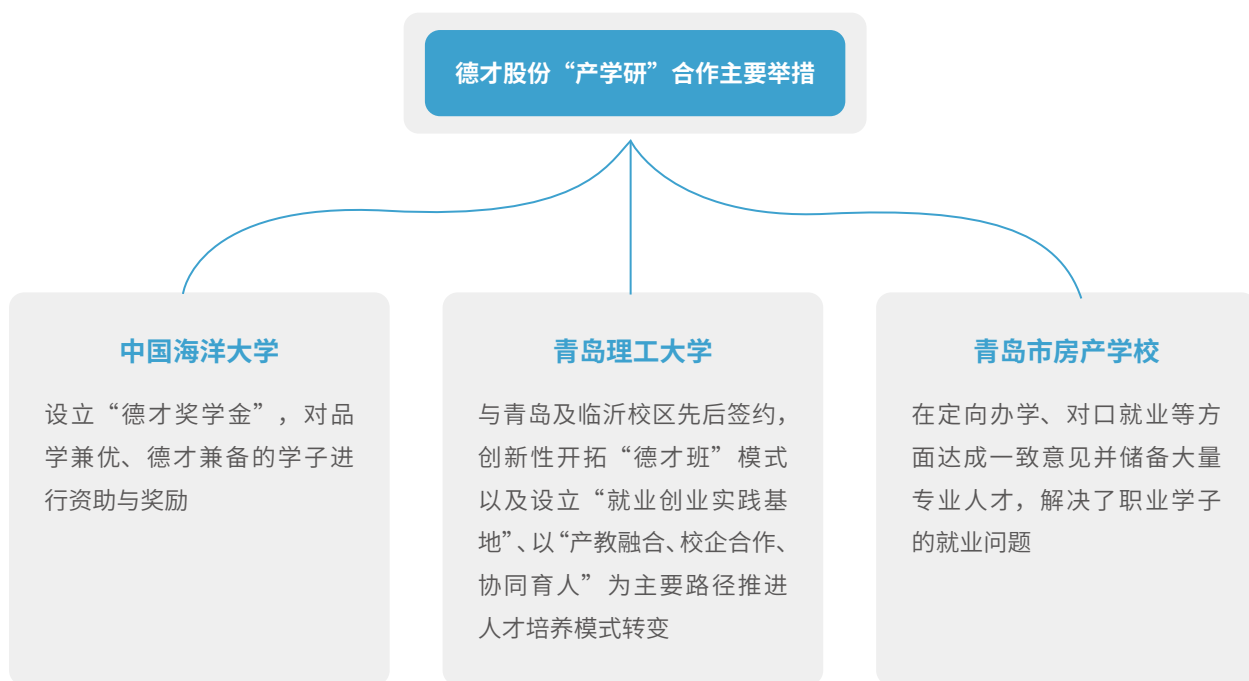 德才股份“产学研”合作主要举措
中国海洋大学
设立“德才奖学金”，对品
学兼优、德才兼备的学子进
行资助与奖励
青岛理工大学
与青岛及临沂校区先后签约，
创新性开拓“德才班”模式
以及设立“就业创业实践基
地”、以“产教融合、校企合作、
协同育人”为主要路径推进
人才培养模式转变
青岛市房产学校
在定向办学、对口就业等方
面达成一致意见并储备大量
专业人才，解决了职业学子
的就业问题